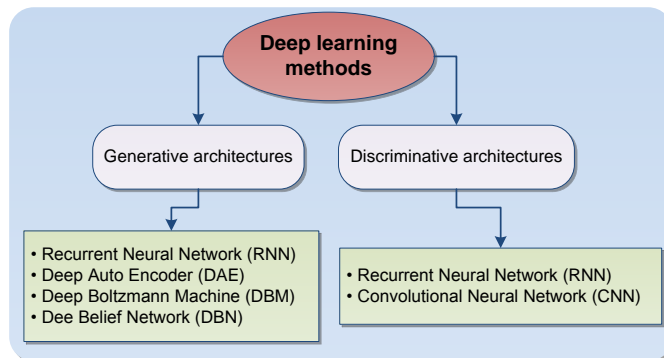 Deep learning
methods
Generative architectures
Discriminative architectures
• Recurrent Neural Network (RNN)
• Deep Auto Encoder (DAE)
• Deep Boltzmann Machine (DBM)
• Dee Belief Network (DBN)
• Recurrent Neural Network (RNN)
• Convolutional Neural Network (CNN)